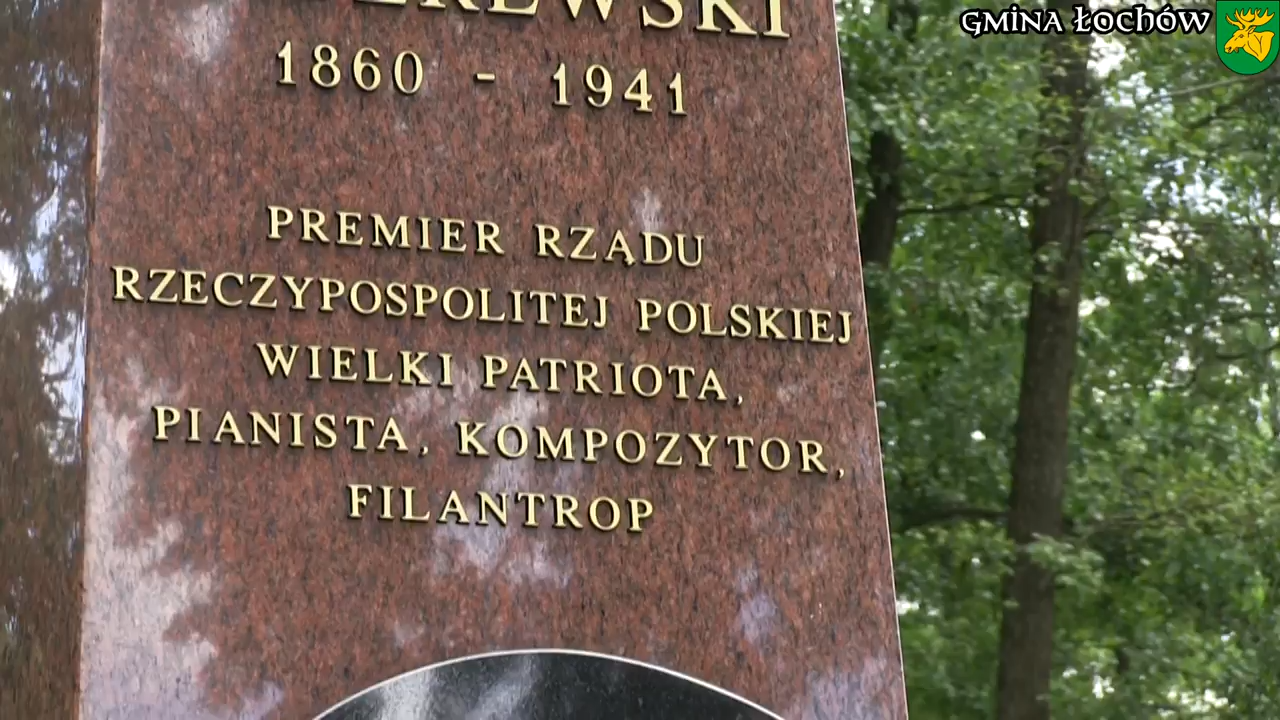 GMINA ŁOCHÓW
1860 - 1941
PREMIER RZĄDU
RZECZYPOSPOLITEJ POLSKIEJ
WIELKI PATRIOTA,
PIANISTA, KOMPOZYTOR,
FILANTROP